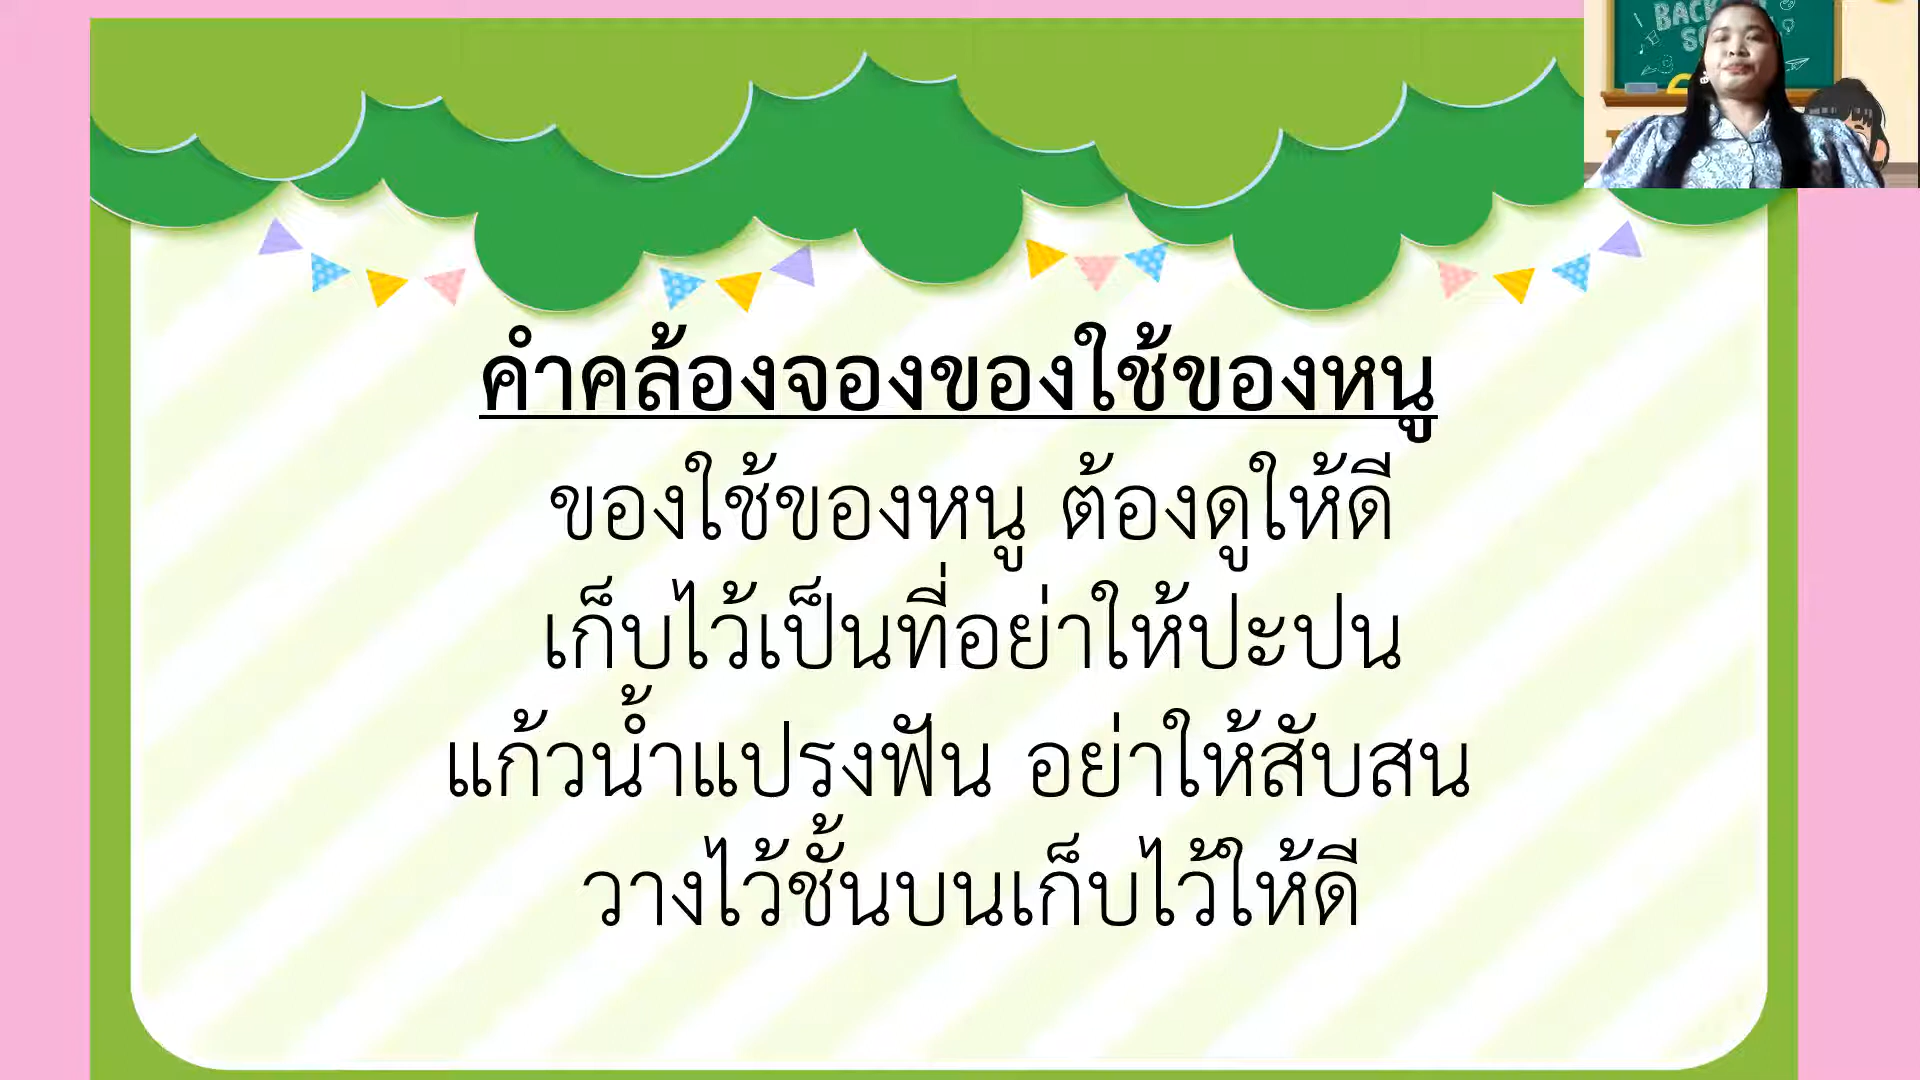 BACK
คำคล้องจองของใช้ของหนู
ของใช้ของหนู ต้องดูให้ดี
เก็บไว้เป็นที่อย่าให้ปะปน
แก้วน้ำแปรงฟัน อย่าให้สับสน
วางไว้ชั้นบนเก็บไว้ให้ดี